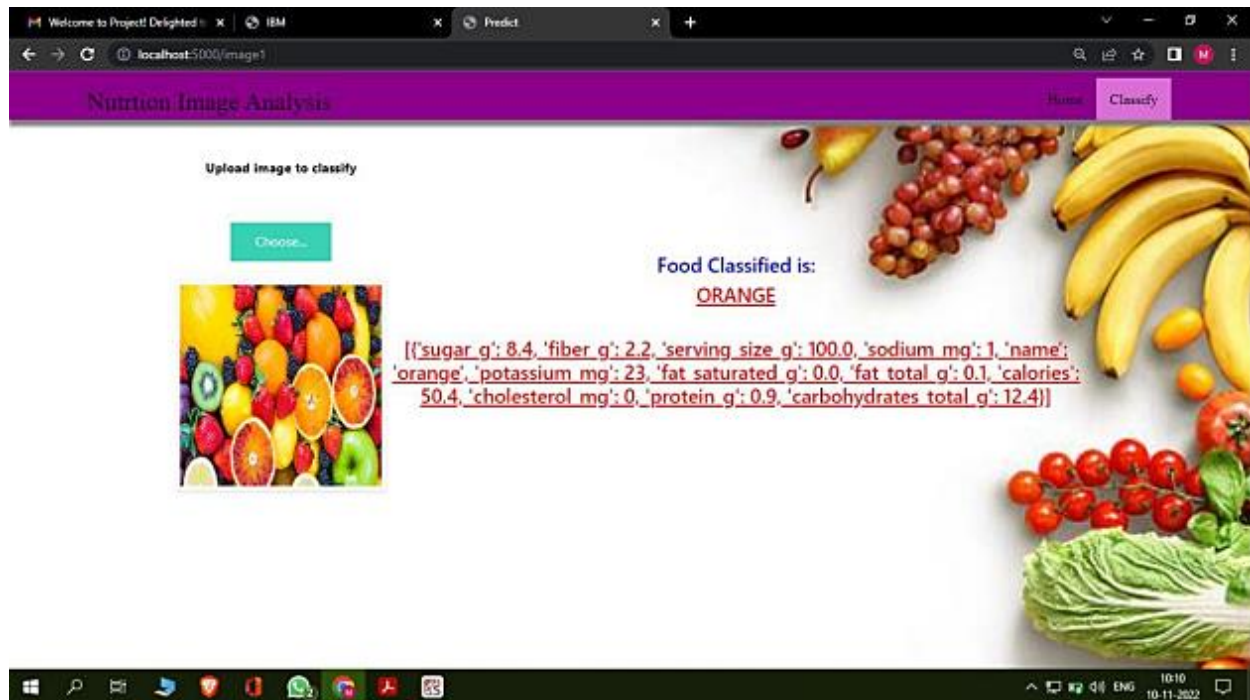 Welcome to Project! Delighted
IBM
Predict
localhost:5000/image1
M
Nutrtion Image Analysis
Home
Classify
Upload image to classify
Choose...
Food Classified is:
ORANGE
[{'sugar_g': 8.4, 'fiber_g': 2.2, 'serving_size_g': 100.0, 'sodium_mg': 1, 'name':
'orange', 'potassium_mg': 23, 'fat_saturated_g': 0.0, 'fat_total_g': 0.1, 'calories':
50.4, 'cholesterol_mg': 0, 'protein_g': 0.9, 'carbohydrates_total_g': 12.4}]
ENG
10:10
10-11-2022